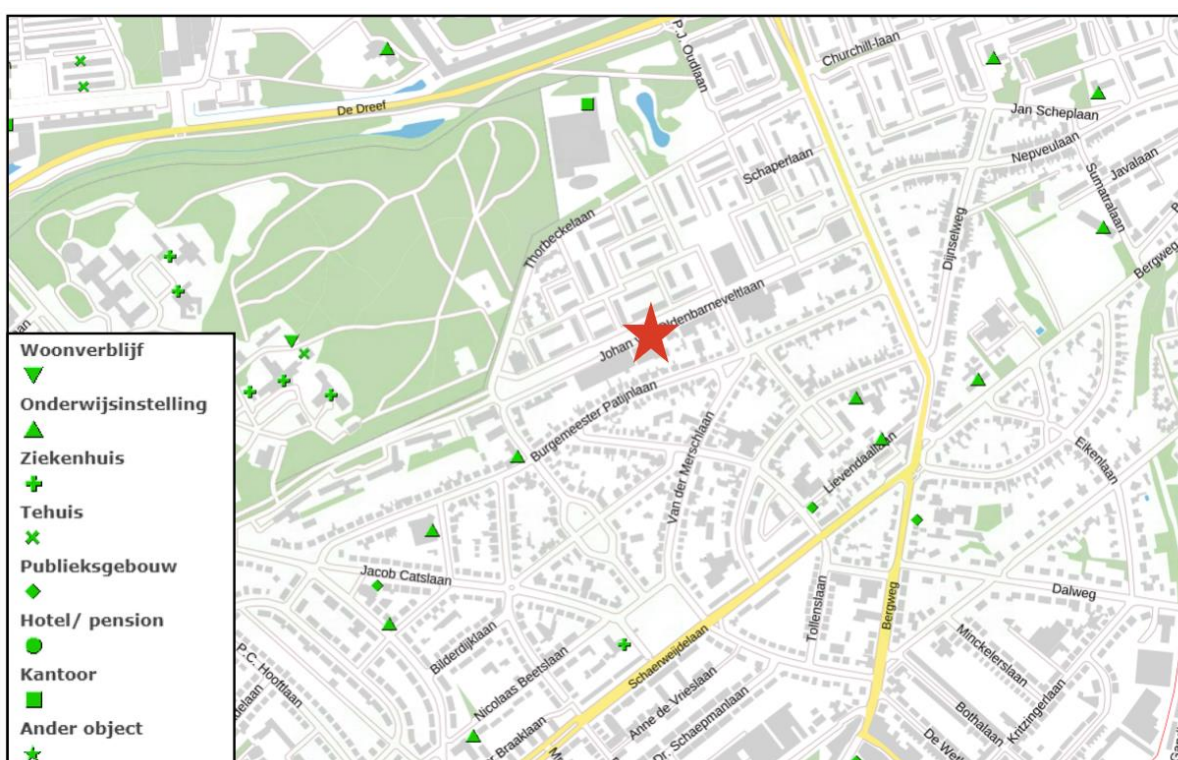 P.J. Oudlaan
Churchill-laan
De Dreef
Jan Scheplaan
Nepveulaan
Javalaan
Sumatralaan
Schaperlaan
Thorbeckelaan
Dijnselweg
Bergweg
Johan
ldenbarneveltlaan
Burgemeester Patijnlaan
Van der Merschlaan
Lievendaallaan
Eikenlaan
Woonverblijf
Onderwijsinstelling
Ziekenhuis
Tehuis
Publieksgebouw
Hotel/ pension
Kantoor
Ander object
Jacob Catslaan
Bilderdijklaan
P.C. Hooftlaan
Nicolaas Beetslaan
Schaerweijdelaan
Tollenslaan
Bergweg
Dalweg
Minckelerslaan
Kritzingerlaan
Bothalaan
Anne de Vrieslaan
Dr. Schaepmanlaan
r Braaklaan
De Wet